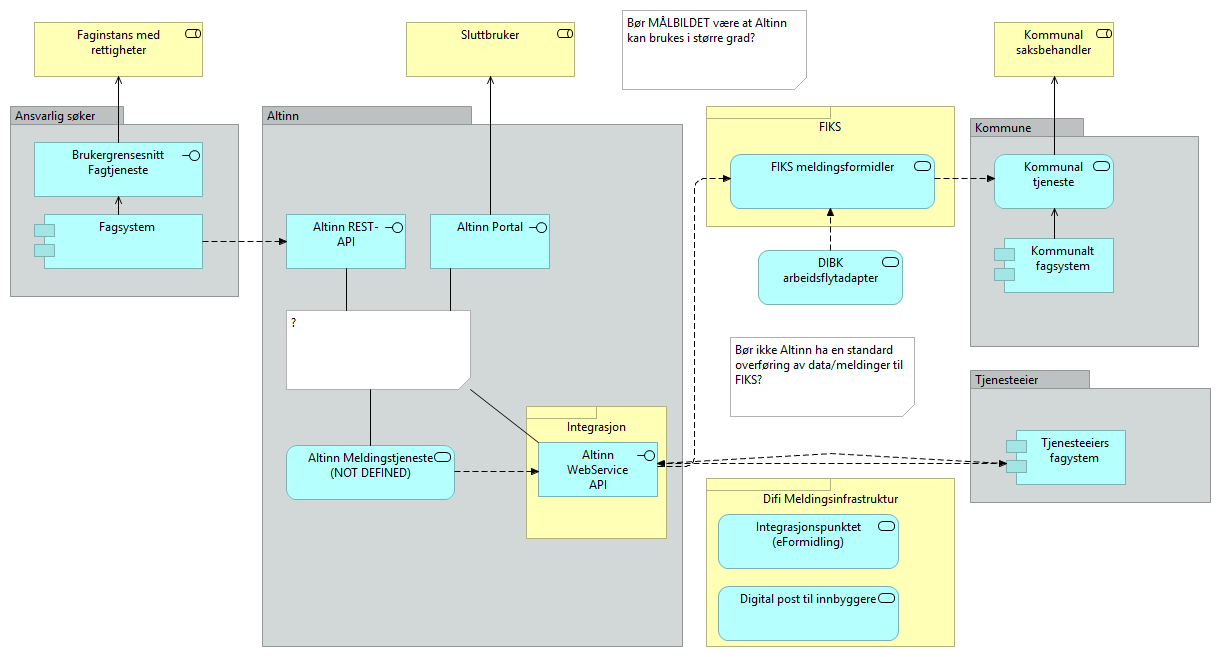 Faginstans med
rettigheter
Sluttbruker
Bør MÅLBILDET være at Altinn
kan brukes i større grad?
Kommunal
saksbehandler
Ansvarlig søker
Brukergrensesnitt
Fagtjeneste
Fagsystem
Altinn
Altinn REST-
API
Altinn Portal
?
Altinn Meldingstjeneste
(NOT DEFINED)
Integrasjon
Altinn
WebService
API
FIKS
FIKS meldingsformidler
DIBK
arbeidsflytadapter
Bør ikke Altinn ha en standard
overføring av data/meldinger til
FIKS?
Difi Meldingsinfrastruktur
Integrasjonspunktet
(eFormidling)
Digital post til innbyggere
Kommune
Kommunal
tjeneste
Kommunalt
fagsystem
Tjenesteeier
Tjenesteeiers
fagystem